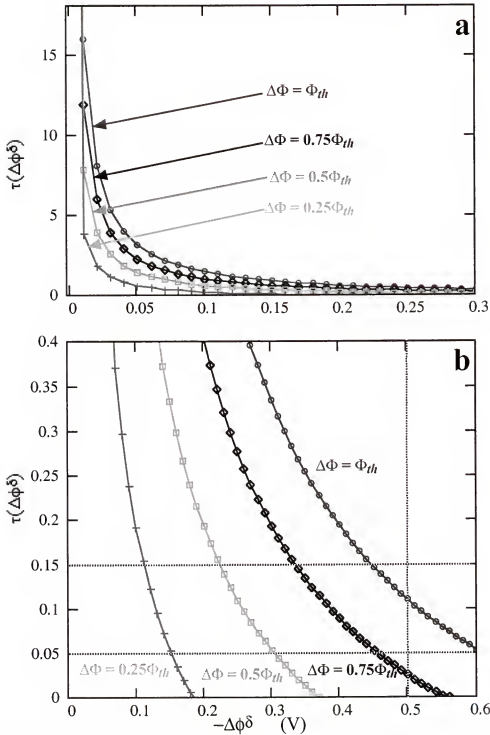 a
15
10
5
0
τ(Δϕᵟ)
ΔΦ = Φth
ΔΦ = 0.75Φth
ΔΦ = 0.5Φth
ΔΦ = 0.25Φth
0 0.05 0.1 0.15 0.2 0.25 0.3
b
0.4
0.35
0.3
0.25
0.2
0.15
0.1
0.05
0
τ(Δϕᵟ)
ΔΦ = Φth
ΔΦ = 0.25Φth ΔΦ = 0.5Φth ΔΦ = 0.75Φth
0 0.1 0.2 0.3 0.4 0.5 0.6
−Δϕᵟ (V)